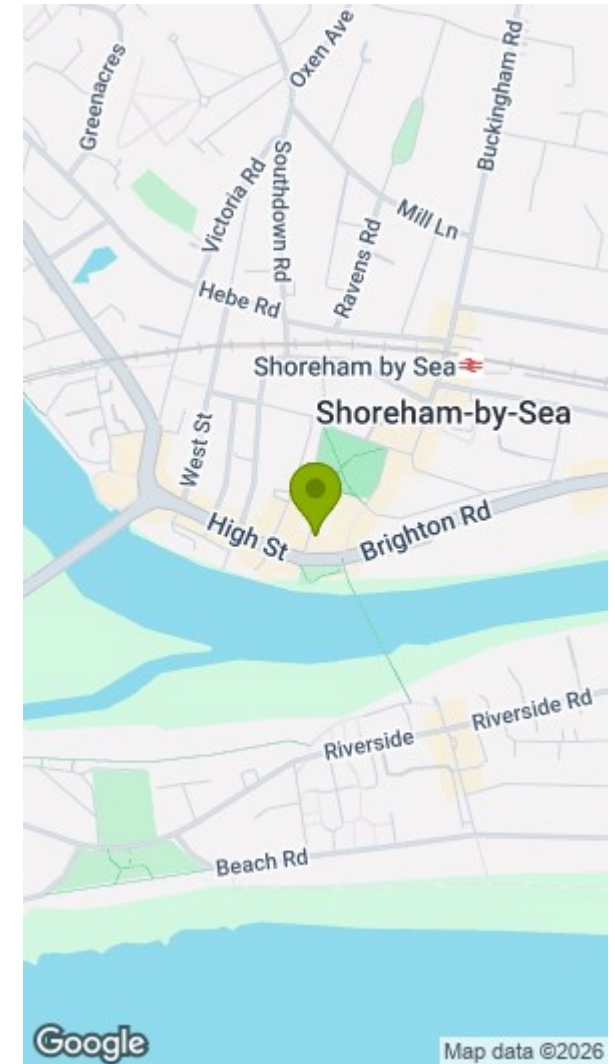 Oxen Ave
Buckingham Rd
Greenacres
Victoria Rd
Southdown Rd
Mill Ln
Ravens Rd
Hebe Rd
Shoreham by Sea
Shoreham-by-Sea
West St
High St
Brighton Rd
Riverside Rd
Riverside
Beach Rd
Google
Map data ©2026